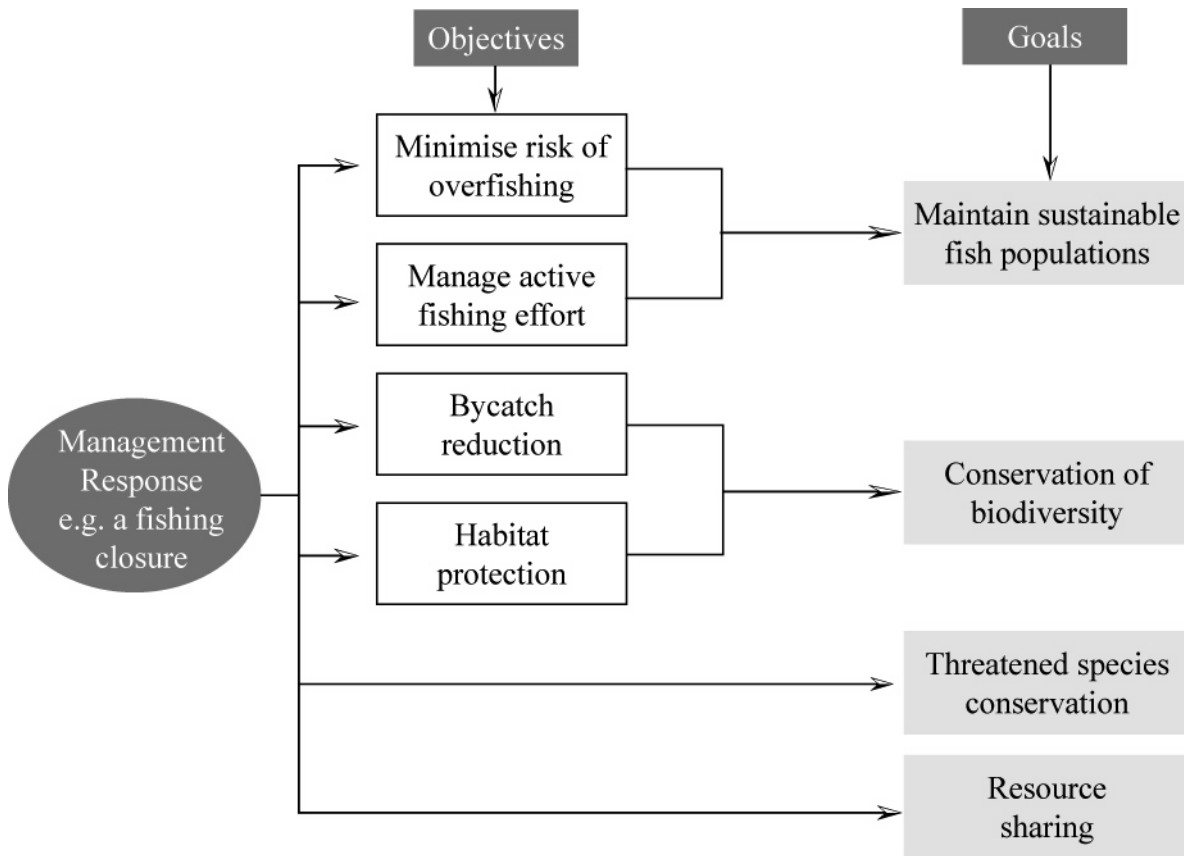 Objectives
Goals
Minimise risk of
overfishing
Maintain sustainable
fish populations
Manage active
fishing effort
Bycatch
reduction
Management
Response
e.g. a fishing
closure
Conservation of
biodiversity
Habitat
protection
Threatened species
conservation
Resource
sharing